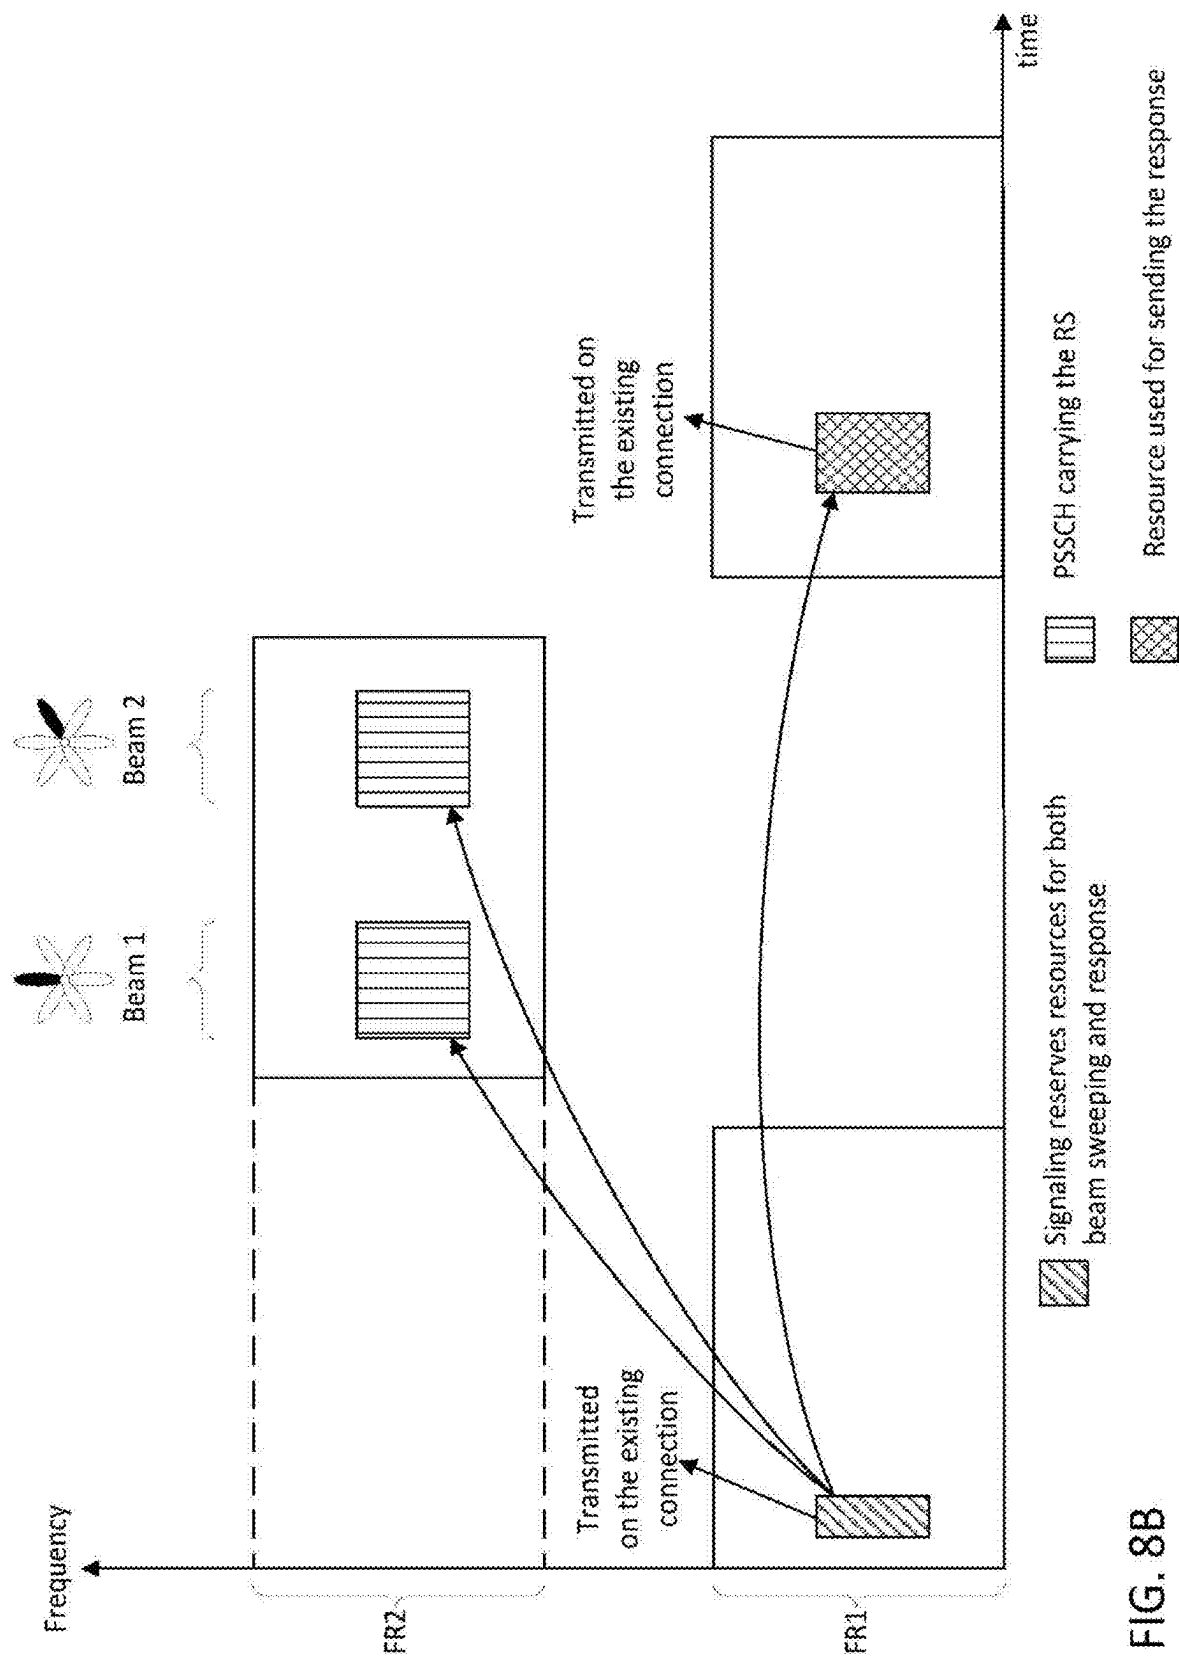 Frequency
Beam 1
Beam 2
FR2
Transmitted
on the existing
connection
Transmitted on
the existing
connection
FR1
time
Signaling reserves resources for both
beam sweeping and response
PSSCH carrying the RS
Resource used for sending the response
FIG. 8B